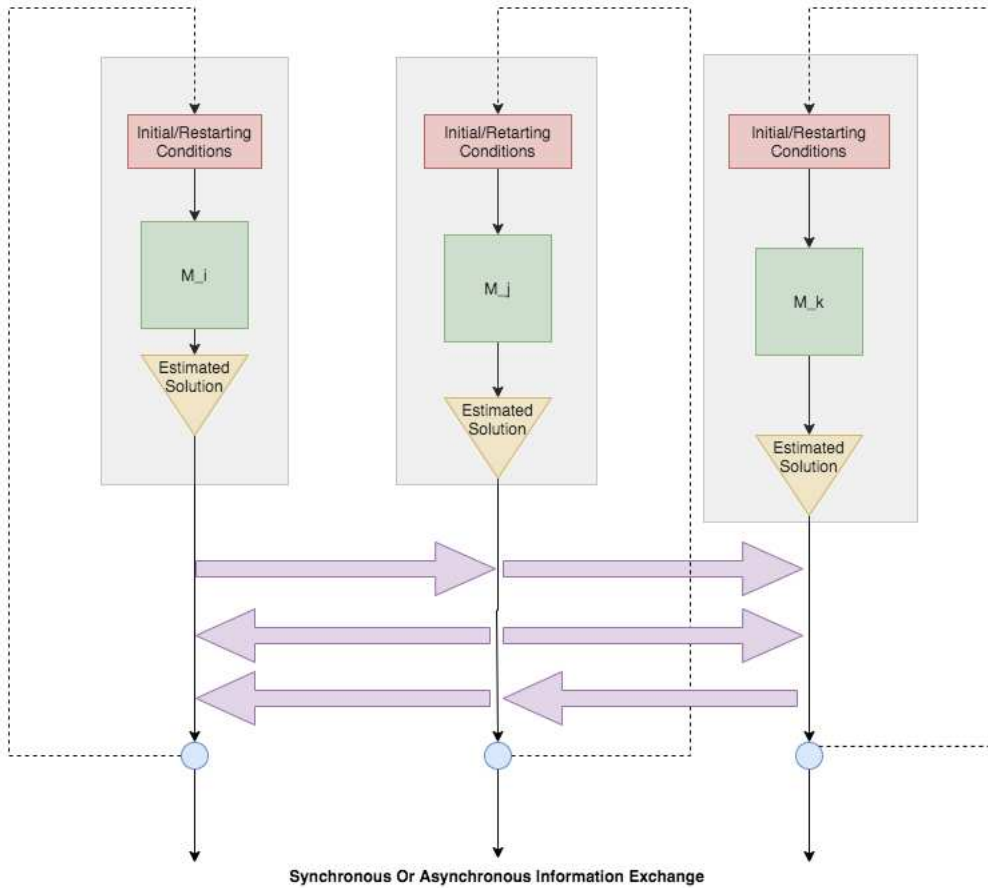 Initial/Restarting
Conditions
M_i
Estimated
Solution
Initial/Retarting
Conditions
M_j
Estimated
Solution
Initial/Restarting
Conditions
M_k
Estimated
Solution
Synchronous Or Asynchronous Information Exchange